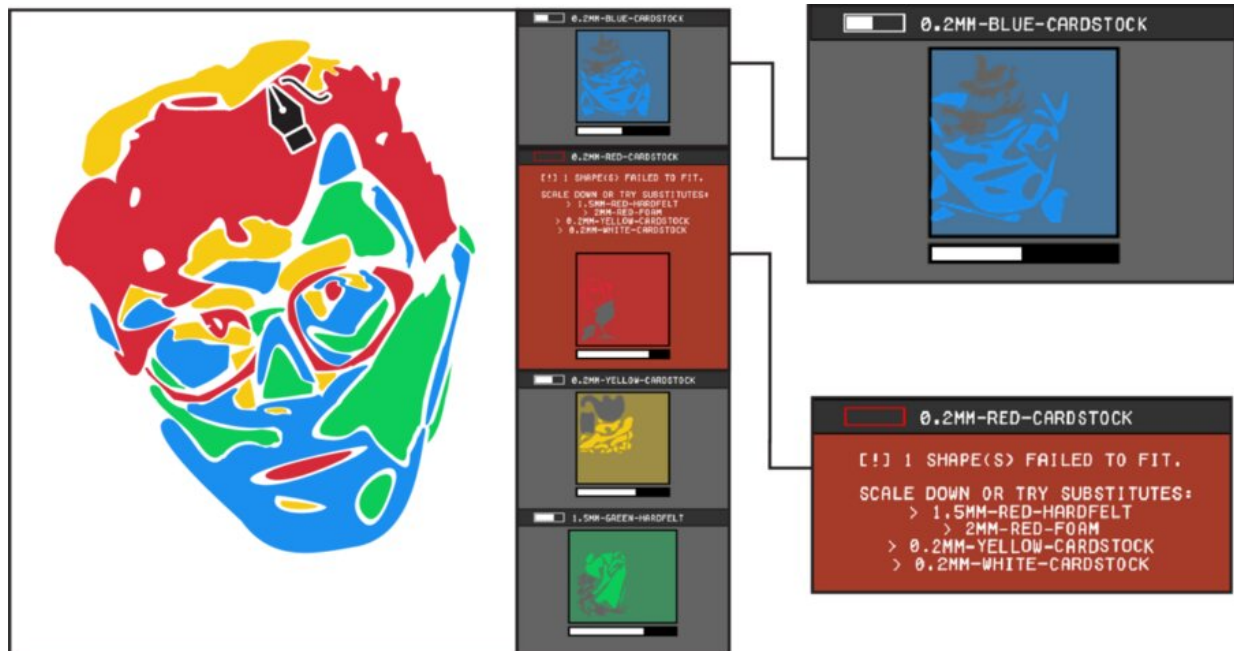 0.2MM-BLUE-CARDSTOCK
0.2MM-RED-CARDSTOCK
[!] 1 SHAPE(S) FAILED TO FIT.
SCALE DOWN OR TRY SUBSTITUTES:
> 1.5MM-RED-HARDFELT
> 2MM-RED-FOAM
> 0.2MM-YELLOW-CARDSTOCK
> 0.2MM-WHITE-CARDSTOCK
0.2MM-YELLOW-CARDSTOCK
1.5MM-GREEN-HARDFELT
0.2MM-BLUE-CARDSTOCK
0.2MM-RED-CARDSTOCK
[!] 1 SHAPE(S) FAILED TO FIT.
SCALE DOWN OR TRY SUBSTITUTES:
> 1.5MM-RED-HARDFELT
> 2MM-RED-FOAM
> 0.2MM-YELLOW-CARDSTOCK
> 0.2MM-WHITE-CARDSTOCK